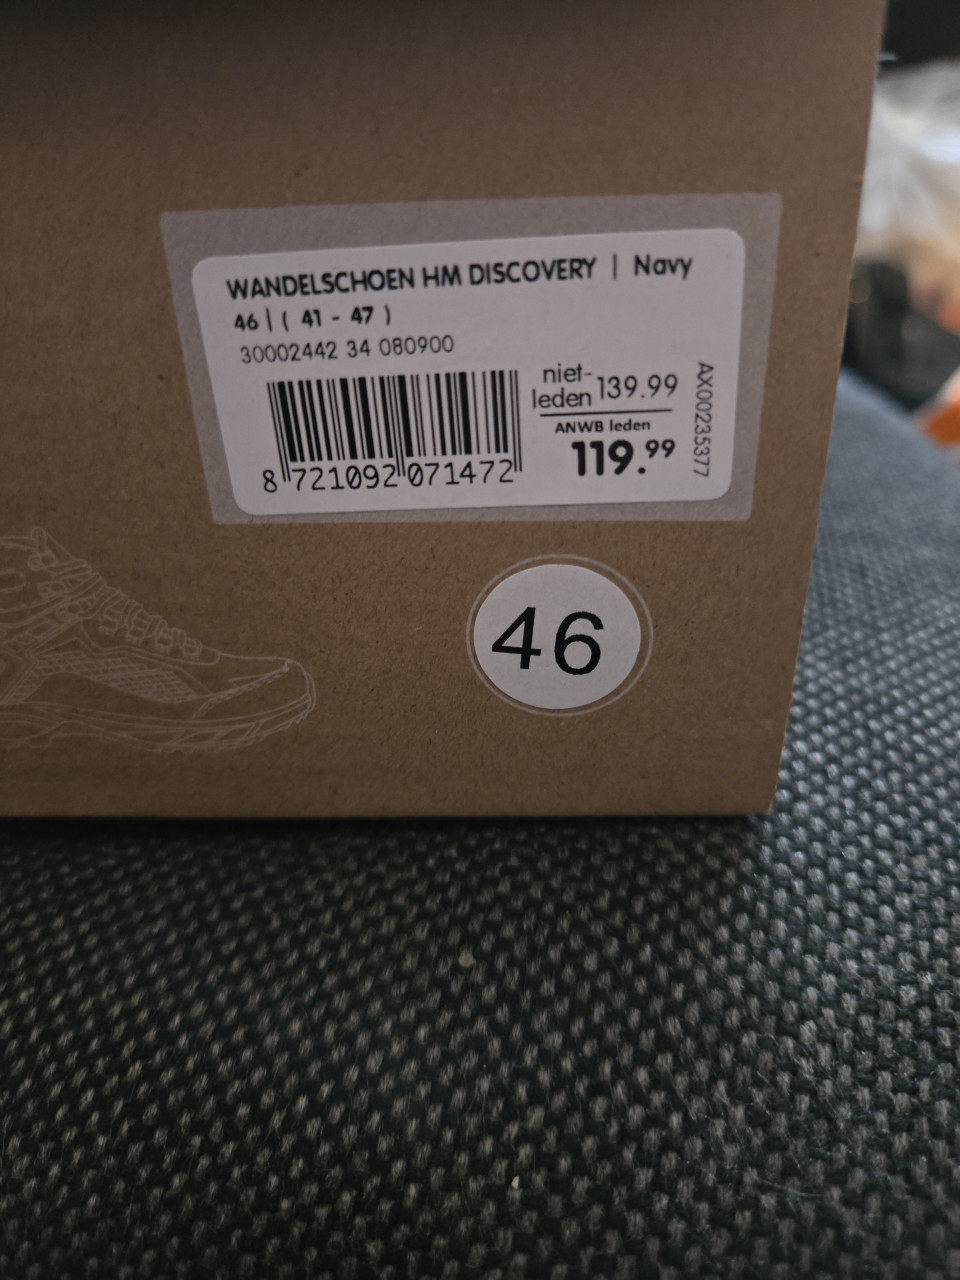 WANDELSCHOEN HM DISCOVERY | Navy
46 | ( 41 - 47 )
30002442 34 080900
niet-
leden 139.99
ANWB leden
119.99
8 721092 071472
AX00235377
46